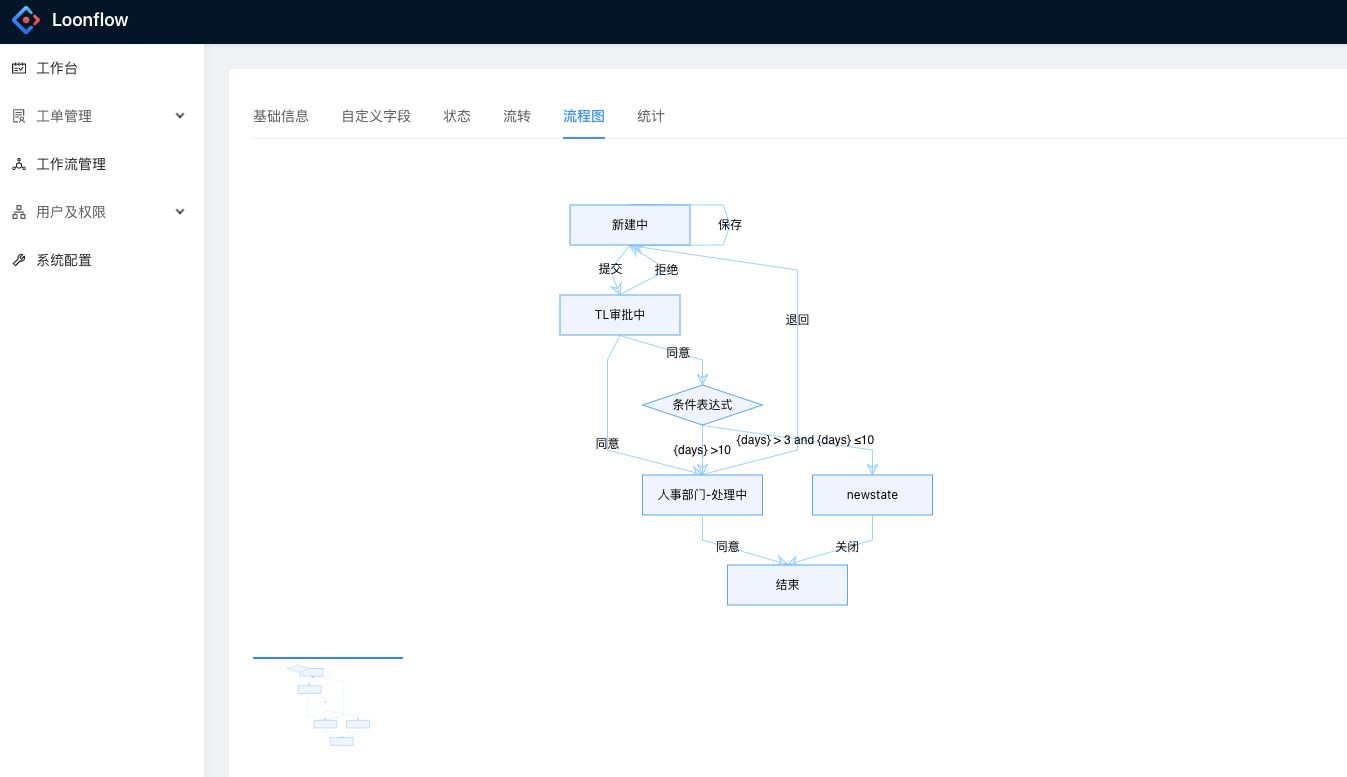 Loonflow
工作台
工单管理
工作流管理
用户及权限
系统配置
基础信息 自定义字段 状态 流转 流程图 统计
新建中
保存
提交
拒绝
TL审批中
退回
同意
条件表达式
{days} > 3 and {days} ≤10
同意
{days} >10
人事部门-处理中
newstate
同意
关闭
结束